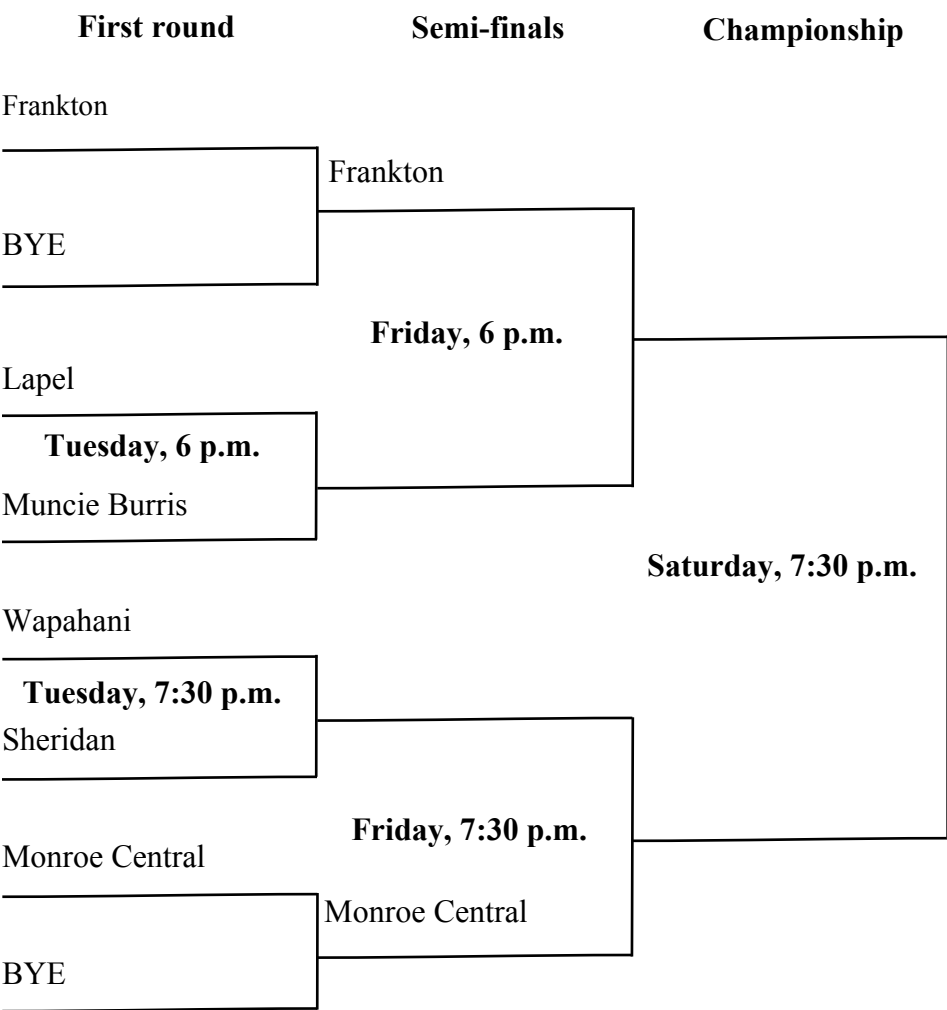 First round
Semi-finals
Championship
Frankton
Frankton
BYE
Friday, 6 p.m.
Lapel
Tuesday, 6 p.m.
Muncie Burris
Saturday, 7:30 p.m.
Wapahani
Tuesday, 7:30 p.m.
Sheridan
Friday, 7:30 p.m.
Monroe Central
Monroe Central
BYE